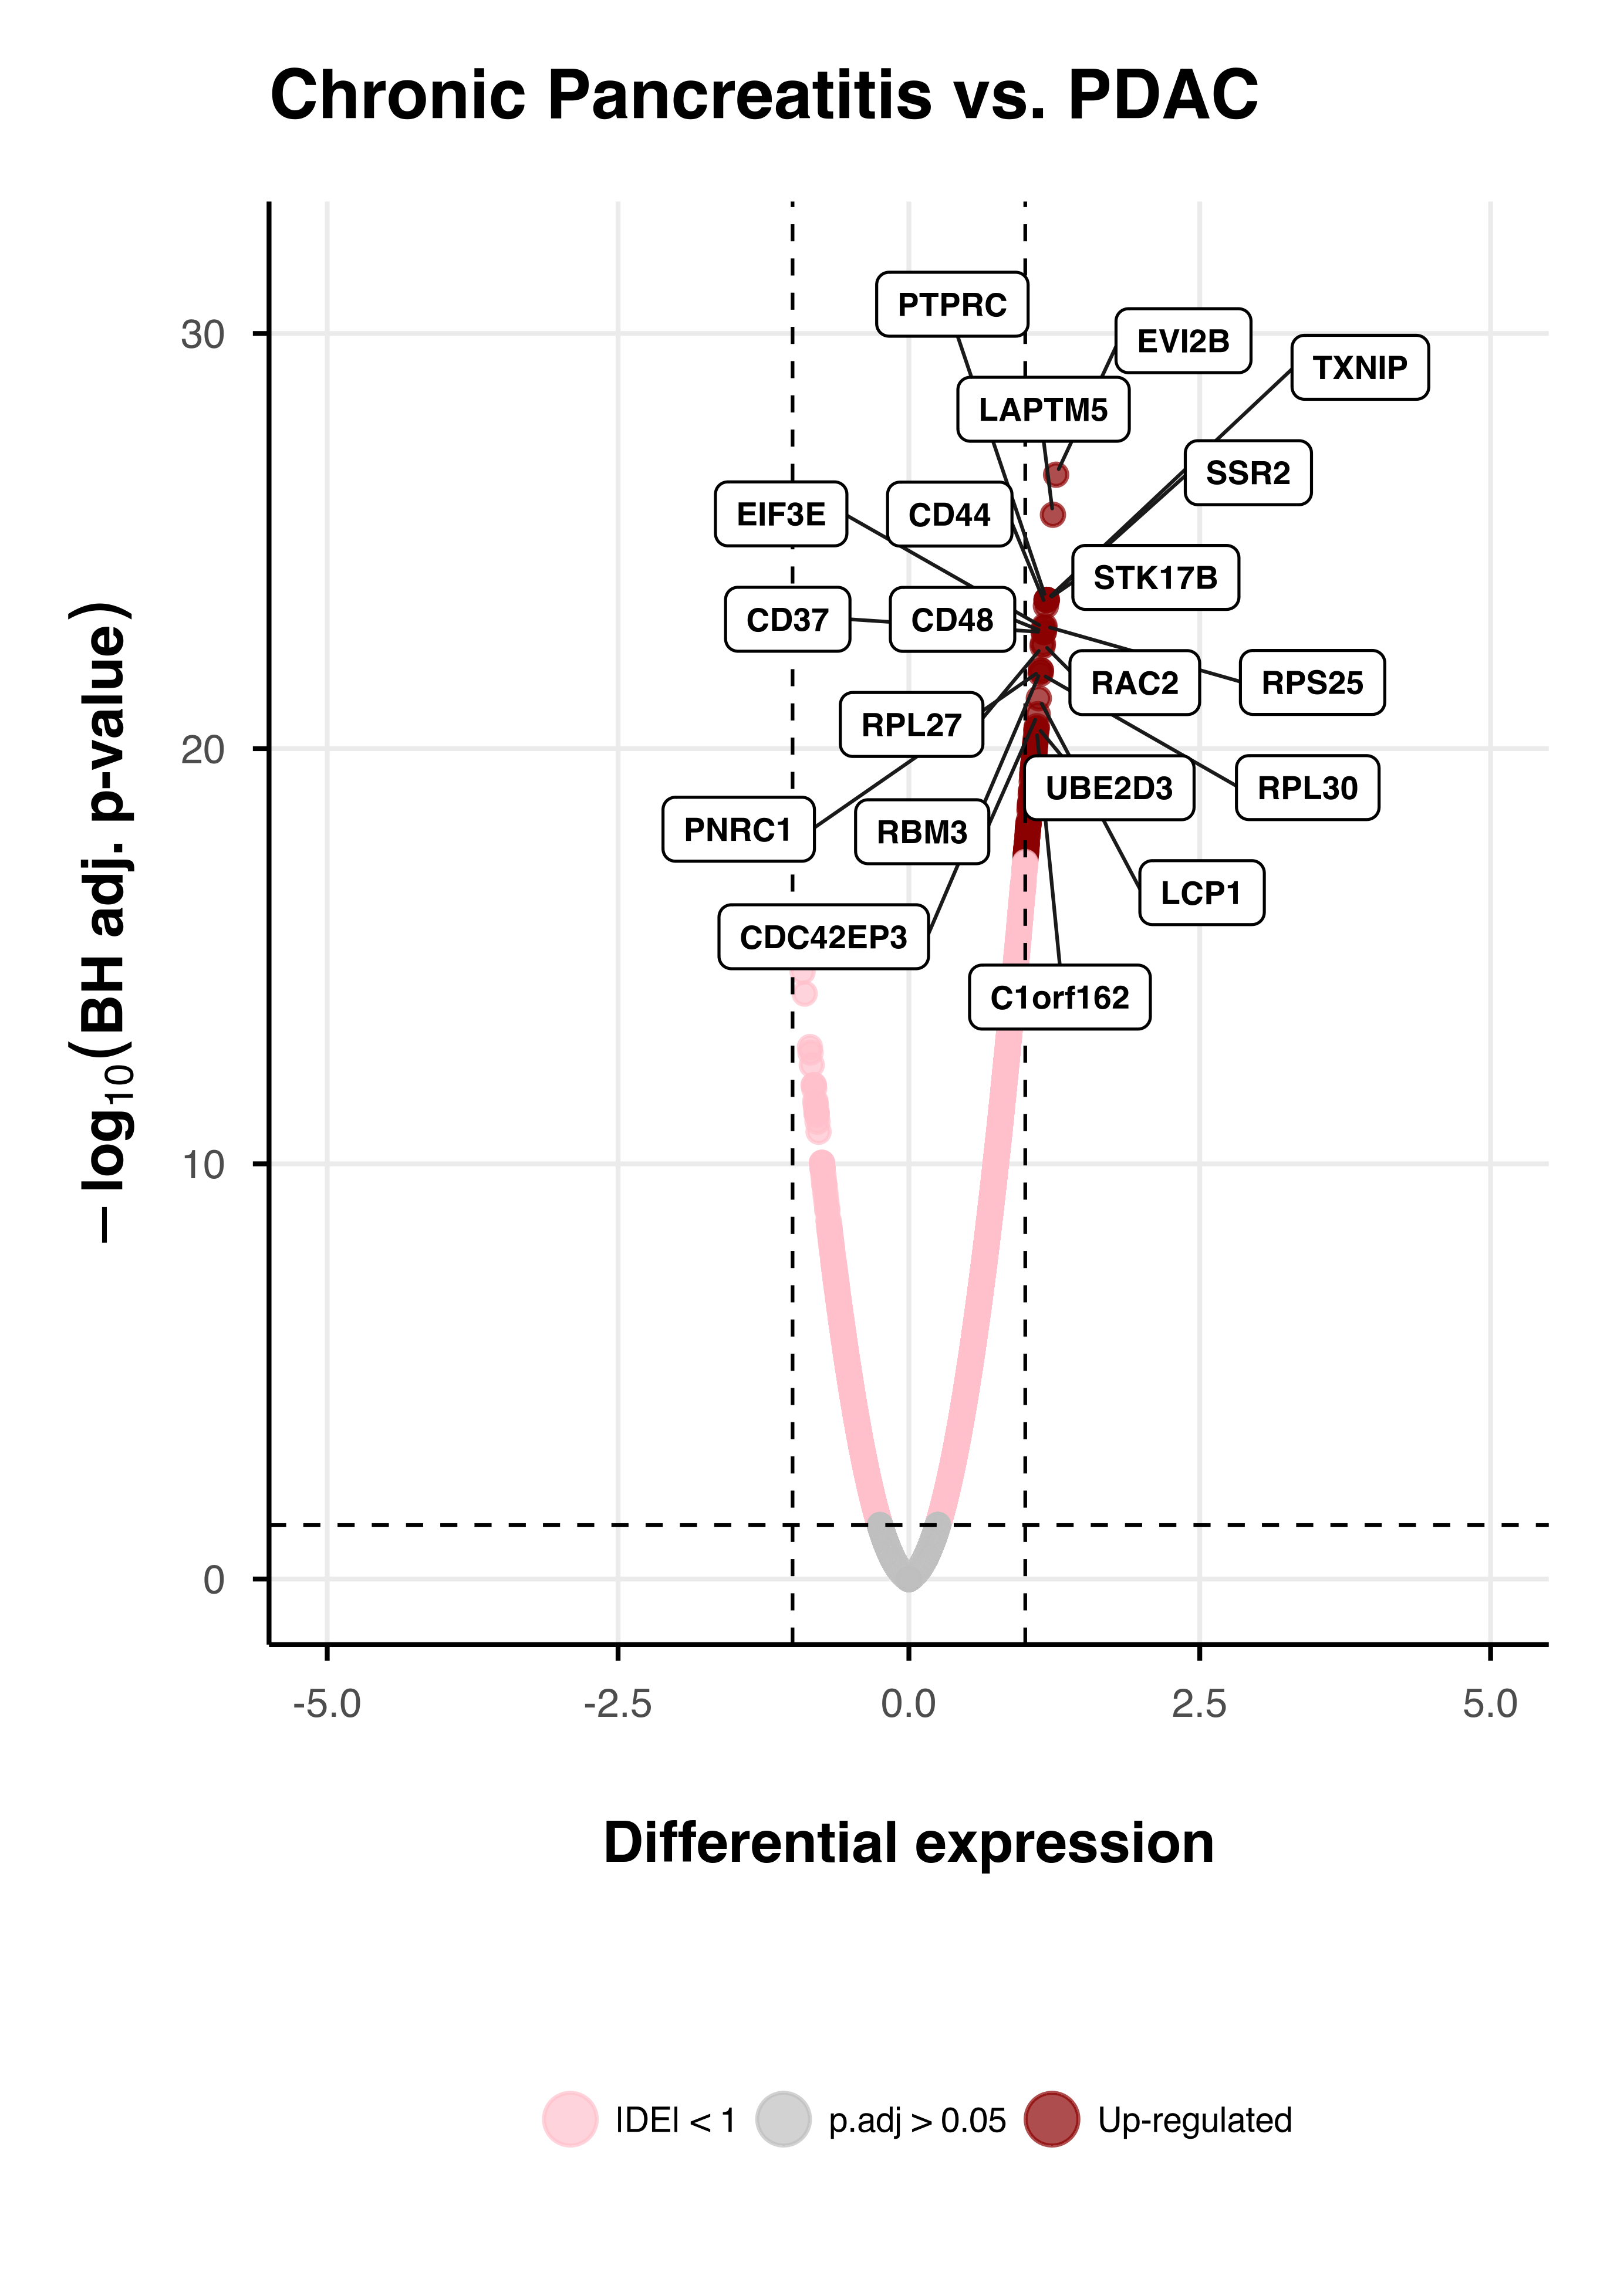 Chronic Pancreatitis vs. PDAC
− log10(BH adj. p-value)
30
20
10
0
PTPRC
EVI2B
TXNIP
LAPTM5
SSR2
EIF3E
CD44
STK17B
CD37
CD48
RAC2
RPS25
RPL27
UBE2D3
RPL30
PNRC1
RBM3
LCP1
CDC42EP3
C1orf162
-5.0
-2.5
0.0
2.5
5.0
Differential expression
|DE| < 1
p.adj > 0.05
Up-regulated